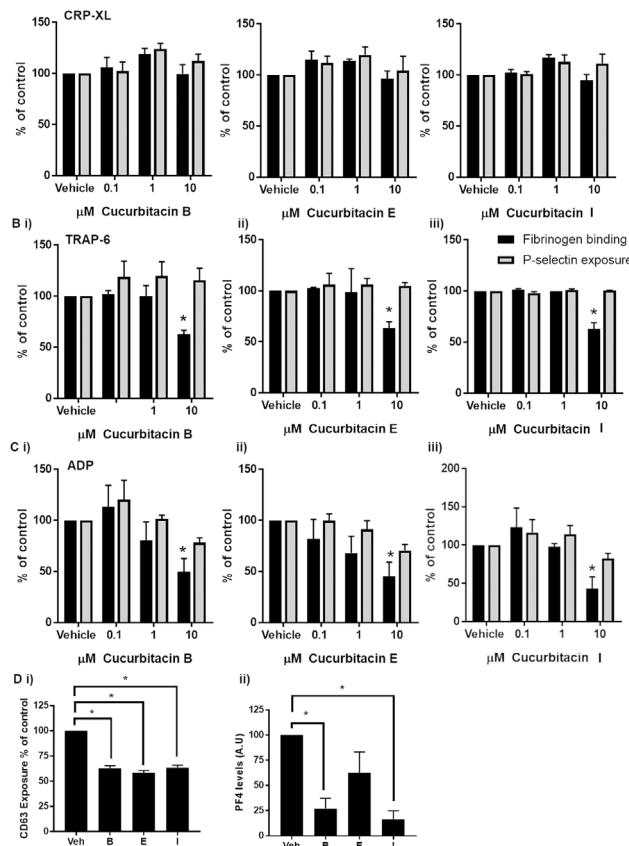 CRP-XL
% of control
150
100
50
0
Vehicle 0.1 1 10
μM Cucurbitacin B
% of control
150
100
50
0
Vehicle 0.1 1 10
μM Cucurbitacin E
% of control
150
100
50
0
Vehicle 0.1 1 10
μM Cucurbitacin I
B i)
TRAP-6
% of control
150
100
50
0
Vehicle 1 10
μM Cucurbitacin B
*
ii)
% of control
150
100
50
0
Vehicle 0.1 1 10
μM Cucurbitacin E
*
iii)
Fibrinogen binding
P-selectin exposure
% of control
150
100
50
0
Vehicle 0.1 1 10
μM Cucurbitacin I
*
C i)
ADP
% of control
150
100
50
0
Vehicle 0.1 1 10
μM Cucurbitacin B
*
ii)
% of control
150
100
50
0
Vehicle 0.1 1 10
μM Cucurbitacin E
*
iii)
% of control
200
150
100
50
0
Vehicle 0.1 1 10
μM Cucurbitacin I
*
D i)
CD63 Exposure % of control
125
100
75
50
25
0
Veh B E I
*
*
*
ii)
PF4 levels (A.U)
125
100
75
50
25
0
Veh B E I
*
*